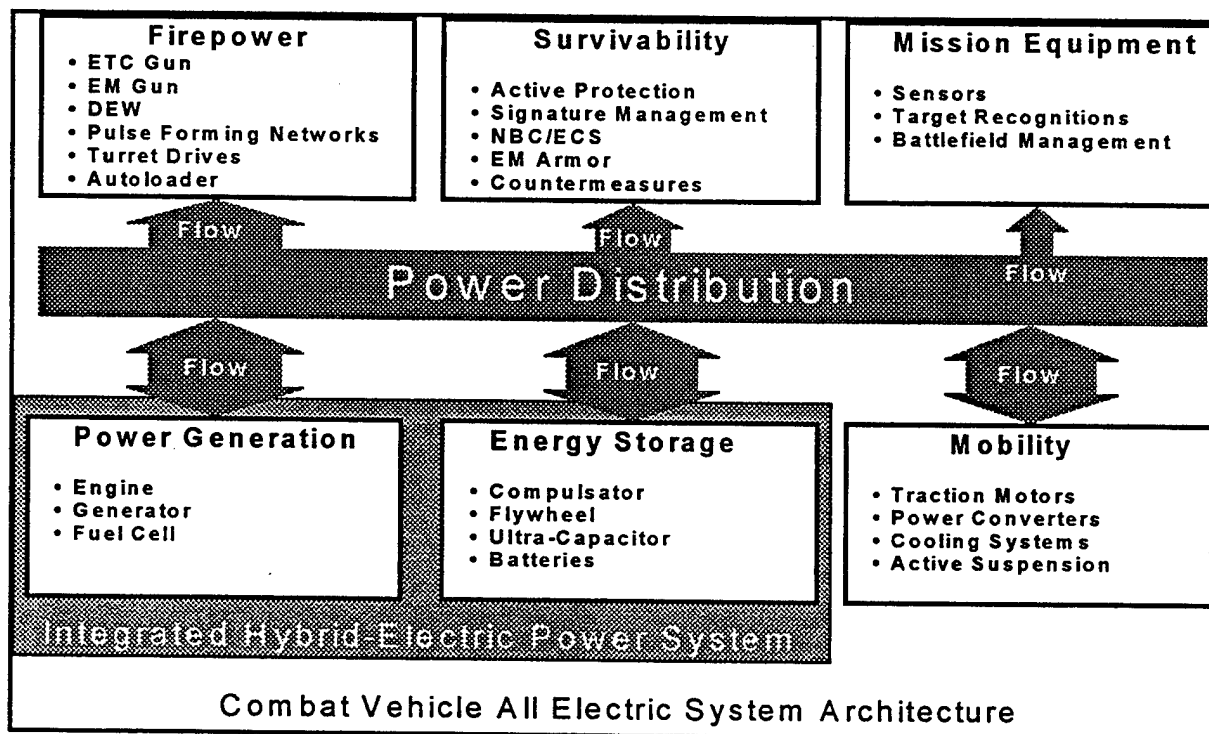 Firepower
• ETC Gun
• EM Gun
• DEW
• Pulse Forming Networks
• Turret Drives
• Autoloader
Survivability
• Active Protection
• Signature Management
• NBC/ECS
• EM Armor
• Countermeasures
Mission Equipment
• Sensors
• Target Recognitions
• Battlefield Management
Flow
Flow
Flow
Power Distribution
Flow
Flow
Flow
Power Generation
• Engine
• Generator
• Fuel Cell
Energy Storage
• Compulsator
• Flywheel
• Ultra-Capacitor
• Batteries
Mobility
• Traction Motors
• Power Converters
• Cooling Systems
• Active Suspension
Integrated Hybrid-Electric Power System
Combat Vehicle All Electric System Architecture